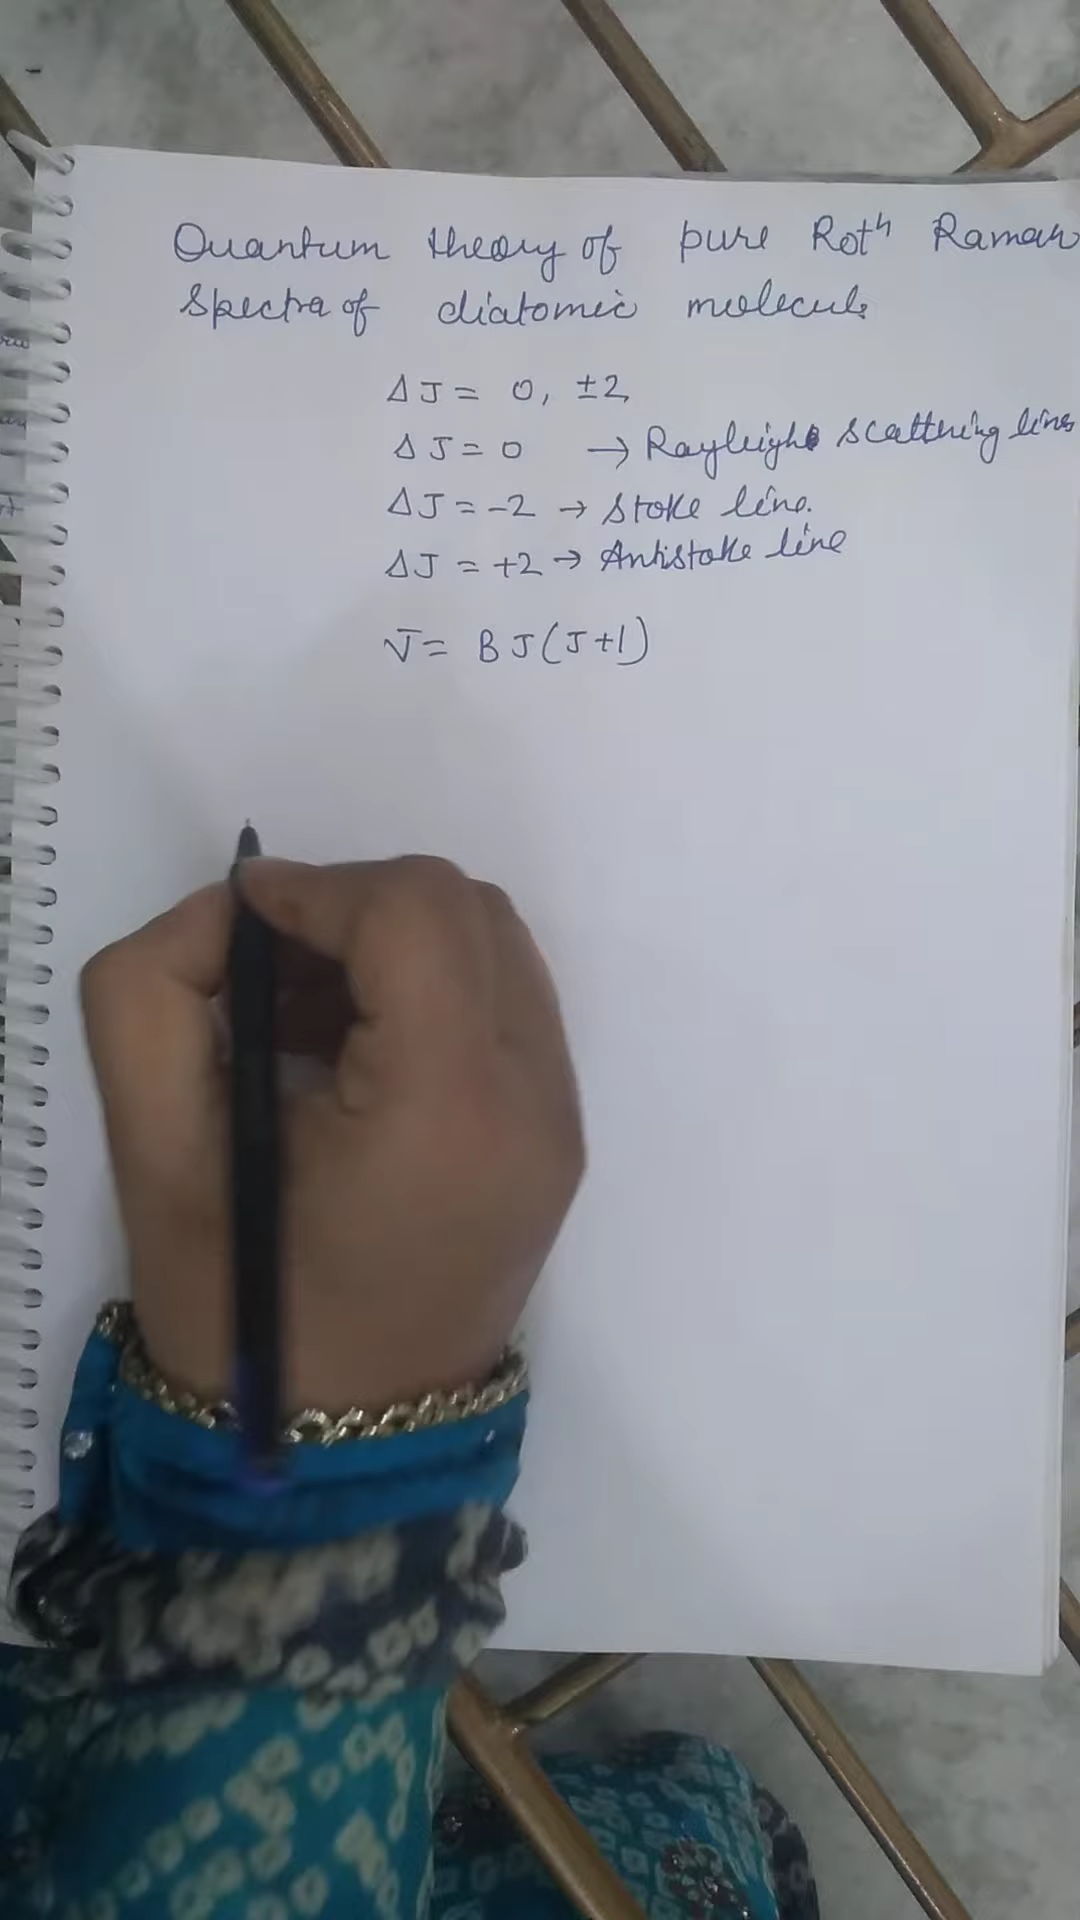 Quantum theory of pure Rotⁿ Raman
Spectra of diatomic molecule
ΔJ = 0, ±2,
ΔJ = 0 → Rayleigh scattering lines
ΔJ = -2 → Stoke line.
ΔJ = +2 → Antistoke line
ν̅ = BJ(J+1)